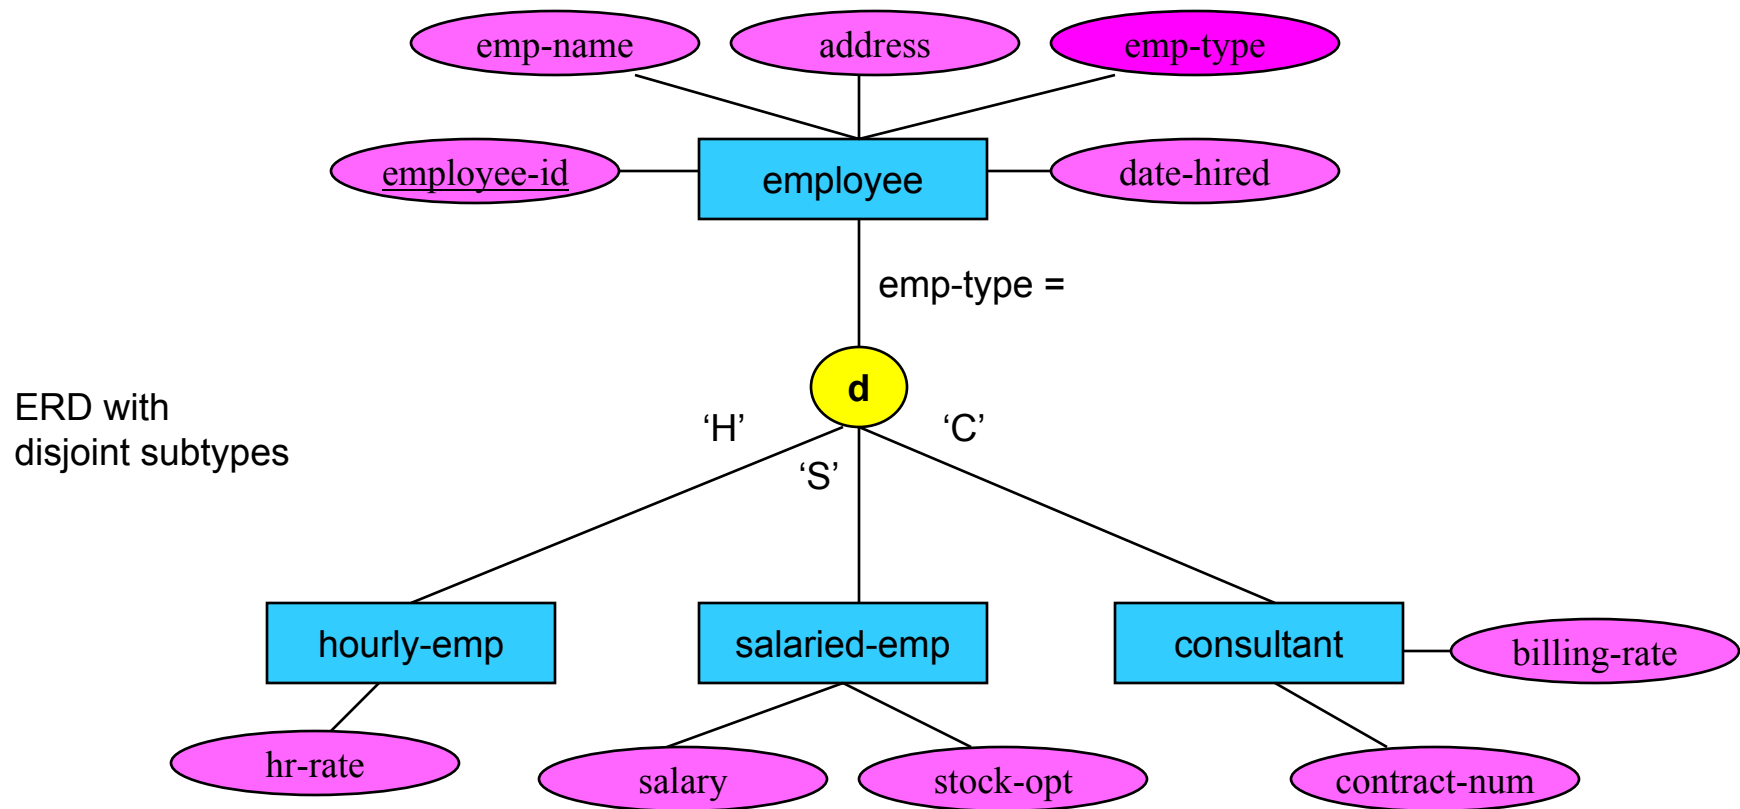 emp-name
address
emp-type
employee-id
employee
date-hired
emp-type =
d
ERD with
disjoint subtypes
‘H’
‘C’
‘S’
hourly-emp
salaried-emp
consultant
billing-rate
hr-rate
salary
stock-opt
contract-num